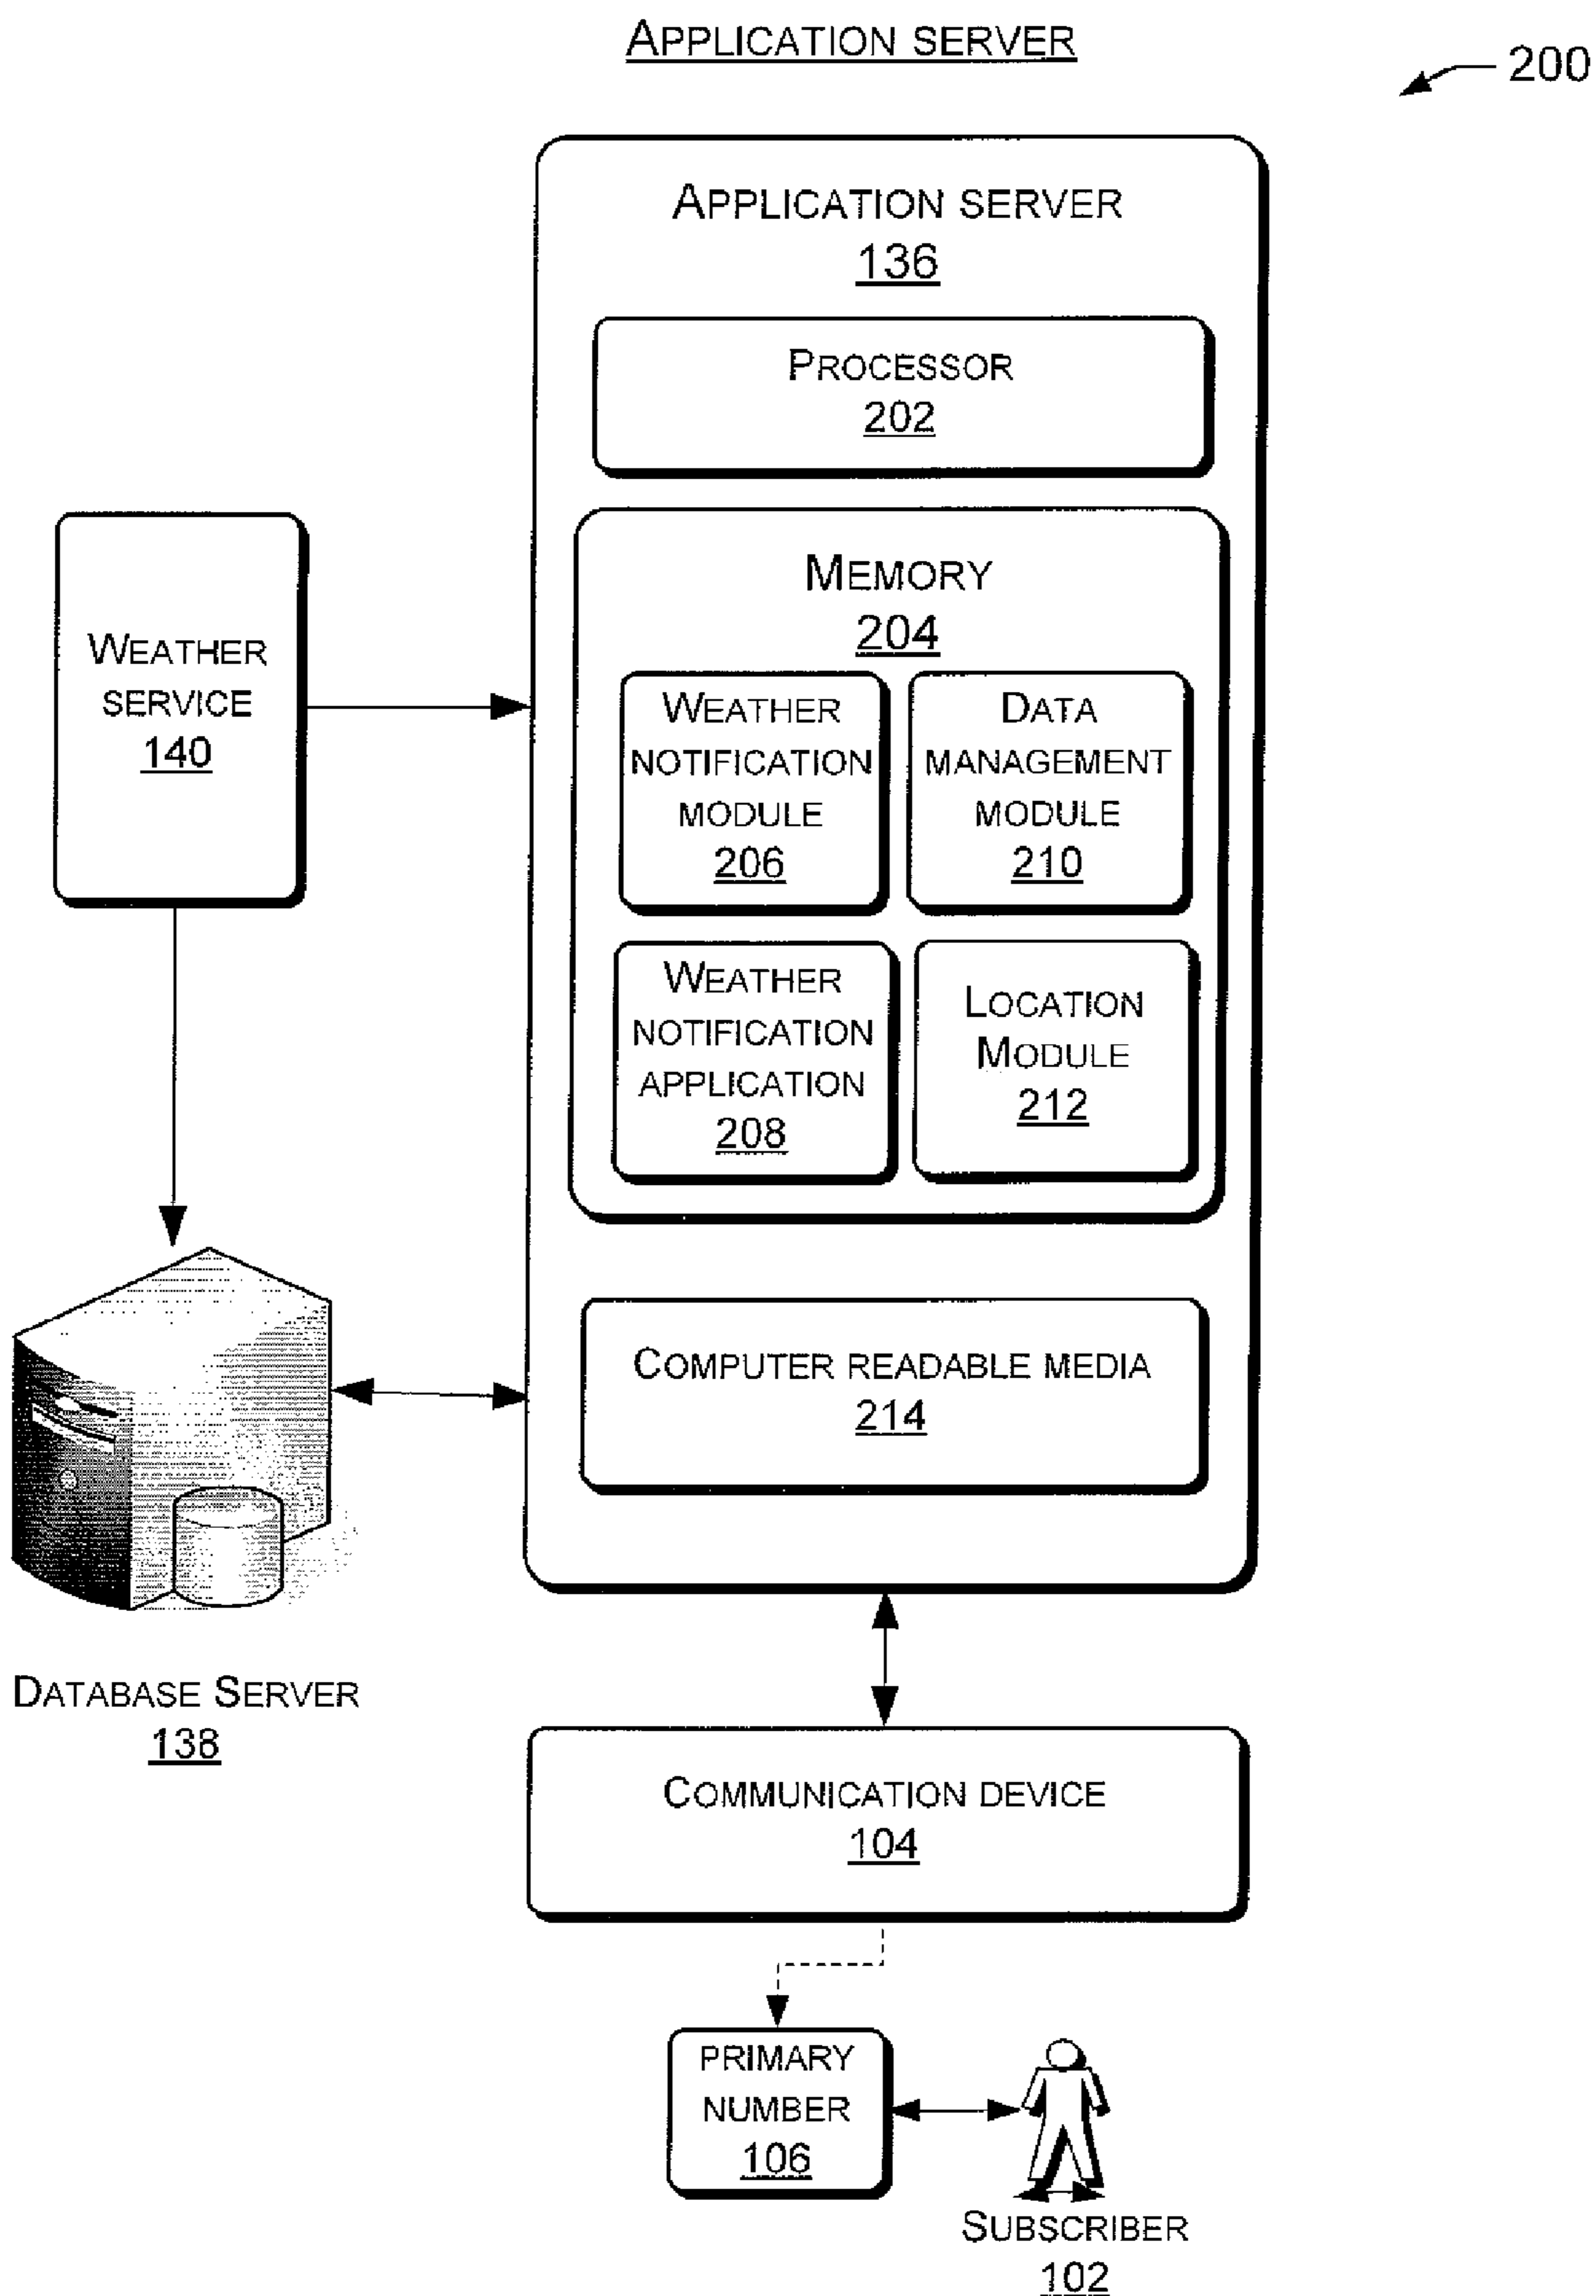 APPLICATION SERVER
200
APPLICATION SERVER
136
PROCESSOR
202
MEMORY
204
WEATHER
NOTIFICATION
MODULE
206
DATA
MANAGEMENT
MODULE
210
WEATHER
NOTIFICATION
APPLICATION
208
LOCATION
MODULE
212
COMPUTER READABLE MEDIA
214
WEATHER
SERVICE
140
DATABASE SERVER
138
COMMUNICATION DEVICE
104
PRIMARY
NUMBER
106
SUBSCRIBER
102